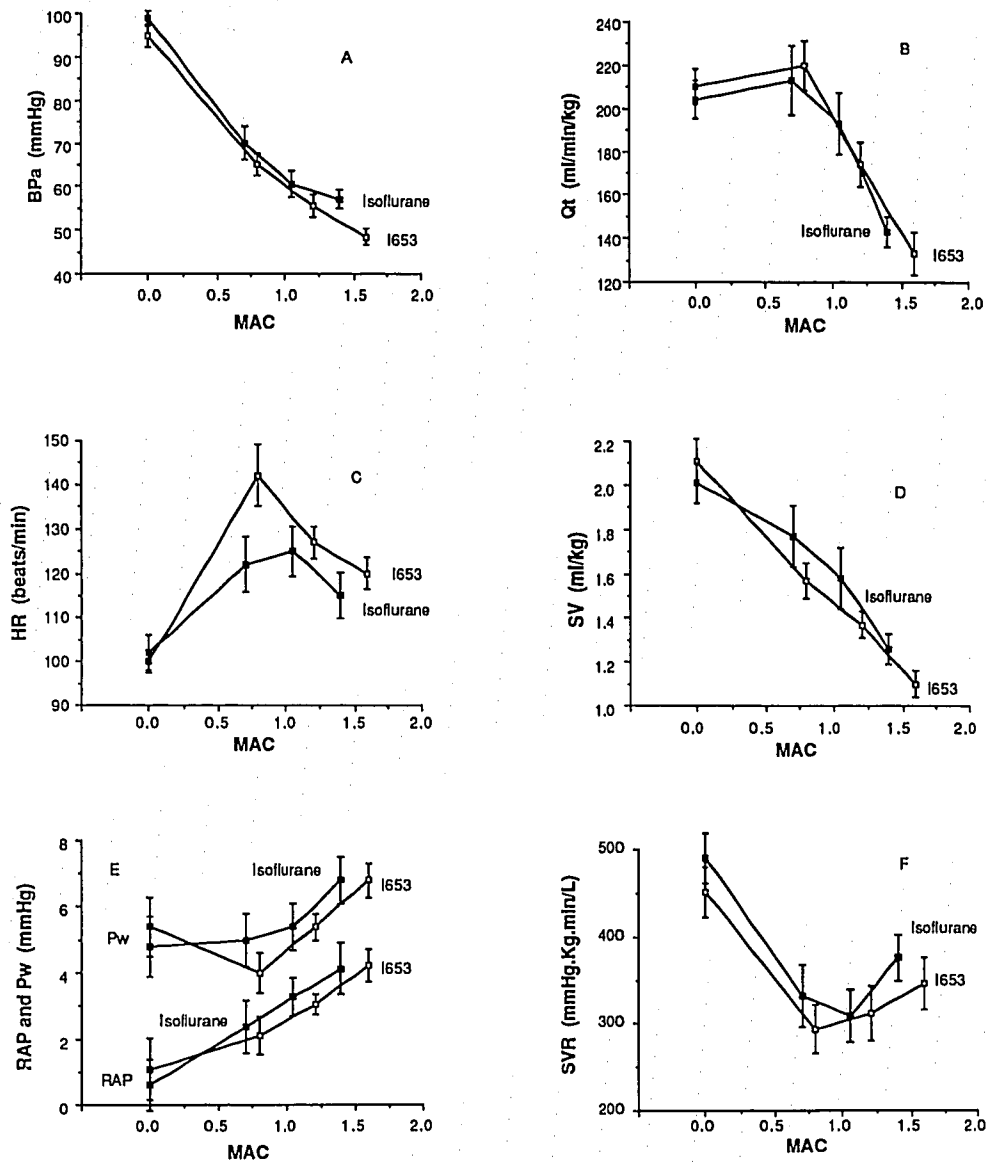 A
BPa (mmHg)
100
90
80
70
60
50
40
Isoflurane
I653
0.0 0.5 1.0 1.5 2.0
MAC
B
Qt (ml/min/kg)
220
200
180
160
140
120
Isoflurane
I653
0.0 0.5 1.0 1.5 2.0
MAC
C
HR (beats/min)
150
140
130
120
110
100
90
I653
Isoflurane
0.0 0.5 1.0 1.5 2.0
MAC
D
SV (ml/kg)
2.2
2.0
1.8
1.6
1.4
1.2
1.0
Isoflurane
I653
0.0 0.5 1.0 1.5 2.0
MAC
E
RAP and Pw (mmHg)
8
6
4
2
0
Isoflurane
I653
Pw
I653
Isoflurane
RAP
0.0 0.5 1.0 1.5 2.0
MAC
F
SVR (mmHg.Kg.min/L)
500
400
300
200
Isoflurane
I653
0.0 0.5 1.0 1.5 2.0
MAC